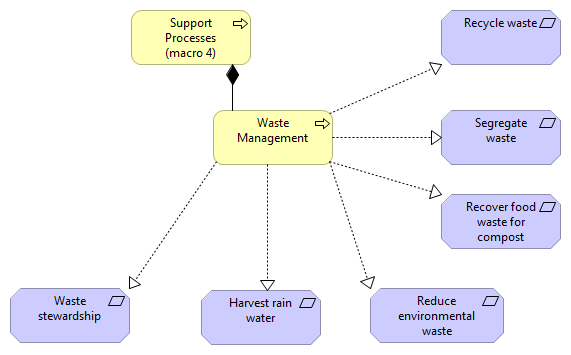 Support
Processes
(macro 4)
Recycle waste
Waste
Management
Segregate
waste
Recover food
waste for
compost
Waste
stewardship
Harvest rain
water
Reduce
environmental
waste